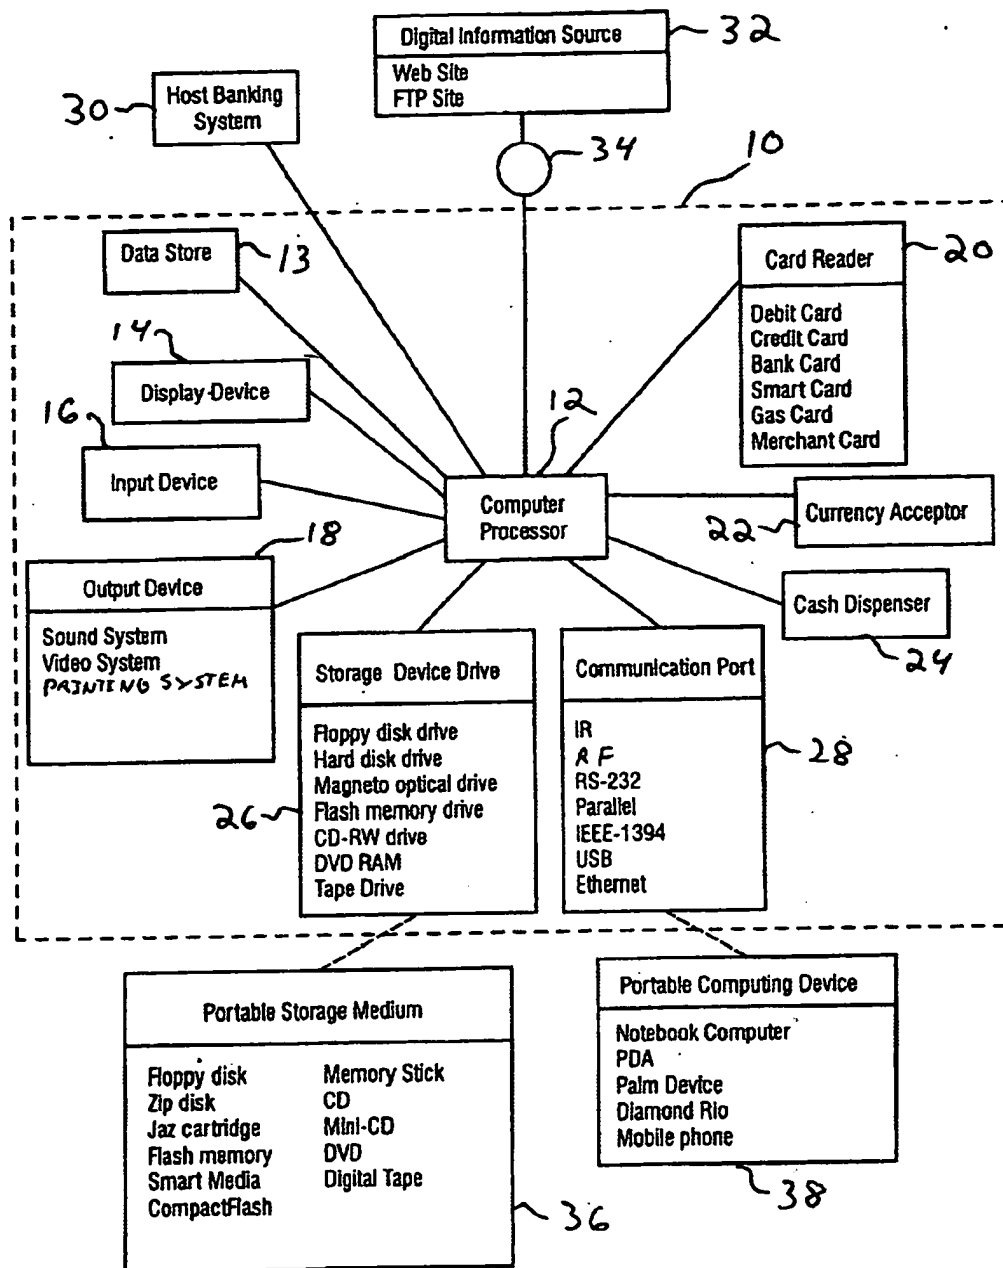 Digital Information Source
32
Web Site
FTP Site
30
Host Banking
System
34
10
Data Store
13
Card Reader
20
Debit Card
Credit Card
Bank Card
Smart Card
Gas Card
Merchant Card
14
Display Device
16
Input Device
12
Computer
Processor
Currency Acceptor
22
18
Output Device
Sound System
Video System
PRINTING SYSTEM
Cash Dispenser
24
Storage Device Drive
Floppy disk drive
Hard disk drive
Magneto optical drive
Flash memory drive
CD-RW drive
DVD RAM
Tape Drive
26
Communication Port
IR
RF
RS-232
Parallel
IEEE-1394
USB
Ethernet
28
Portable Storage Medium
Floppy disk
Zip disk
Jaz cartridge
Flash memory
Smart Media
CompactFlash
Memory Stick
CD
Mini-CD
DVD
Digital Tape
36
Portable Computing Device
Notebook Computer
PDA
Palm Device
Diamond Rio
Mobile phone
38